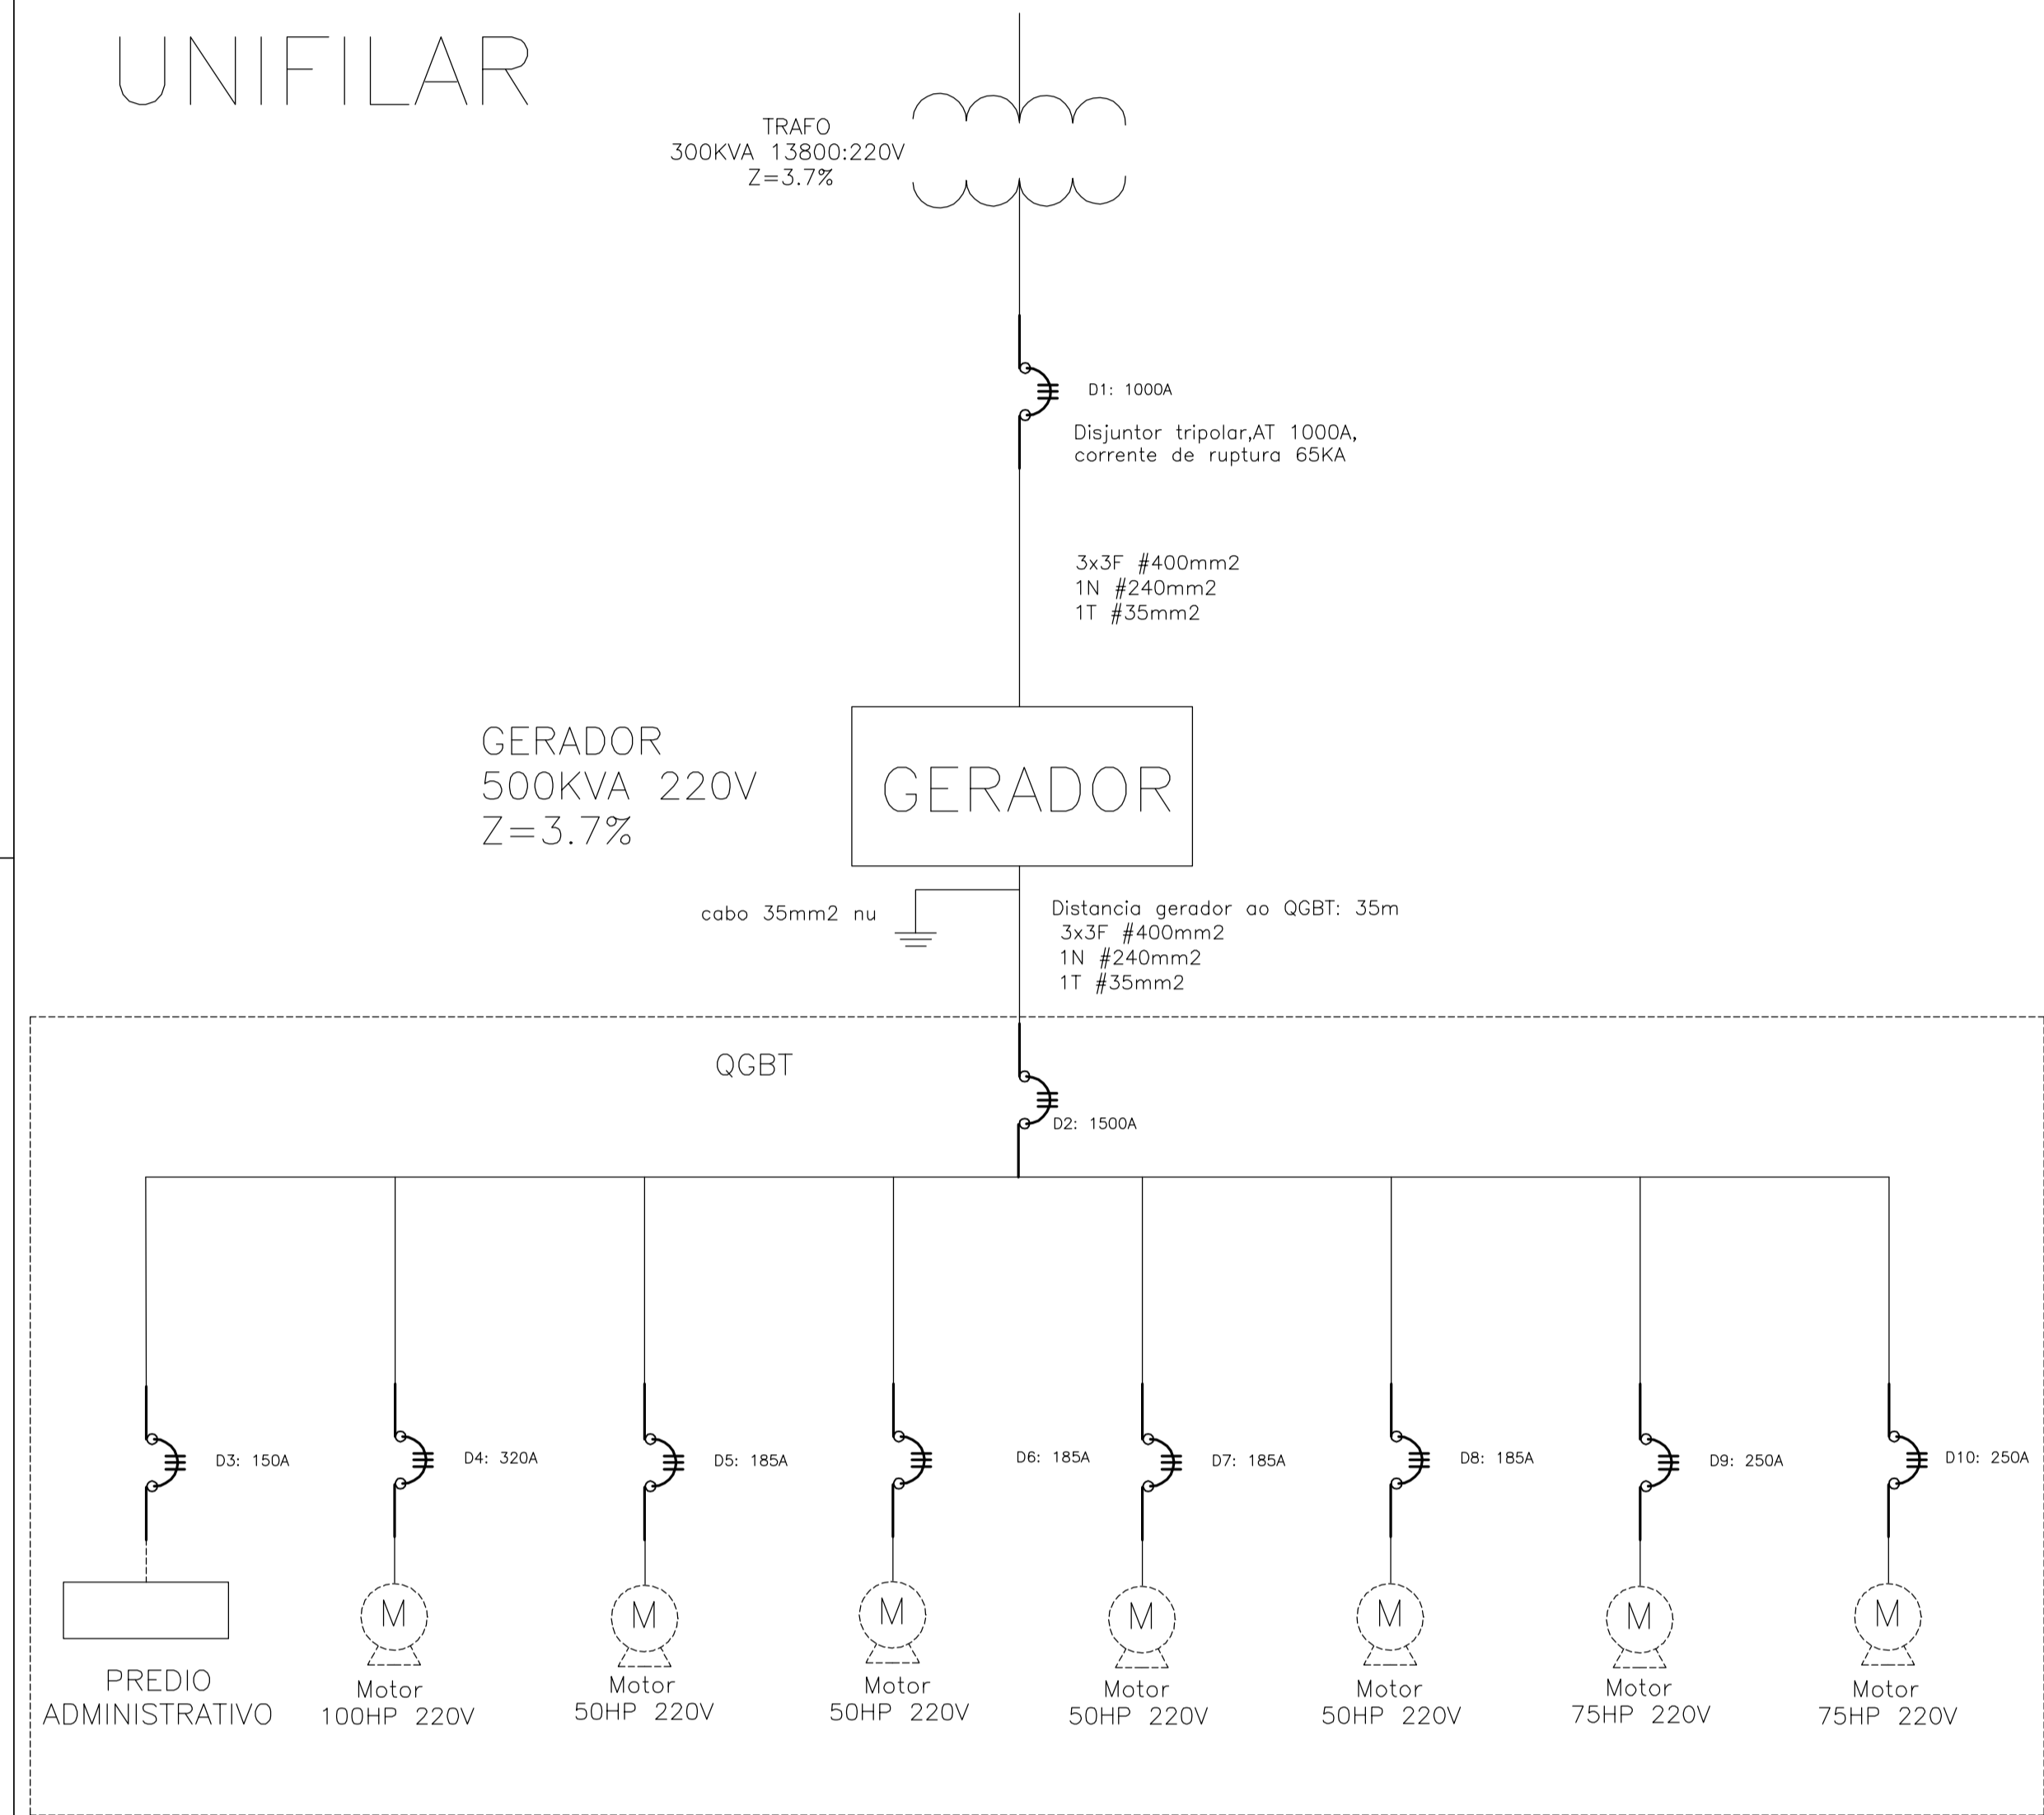 UNIFILAR
TRAFO
300KVA 13800:220V
Z=3.7%
D1: 1000A
Disjuntor tripolar,AT 1000A,
corrente de ruptura 65KA
3x3F #400mm2
1N #240mm2
1T #35mm2
GERADOR
500KVA 220V
Z=3.7%
GERADOR
cabo 35mm2 nu
Distancia gerador ao QGBT: 35m
3x3F #400mm2
1N #240mm2
1T #35mm2
QGBT
D2: 1500A
D3: 150A
D4: 320A
D5: 185A
D6: 185A
D7: 185A
D8: 185A
D9: 250A
D10: 250A
M
M
M
M
M
M
M
PREDIO
ADMINISTRATIVO
Motor
100HP 220V
Motor
50HP 220V
Motor
50HP 220V
Motor
50HP 220V
Motor
50HP 220V
Motor
75HP 220V
Motor
75HP 220V